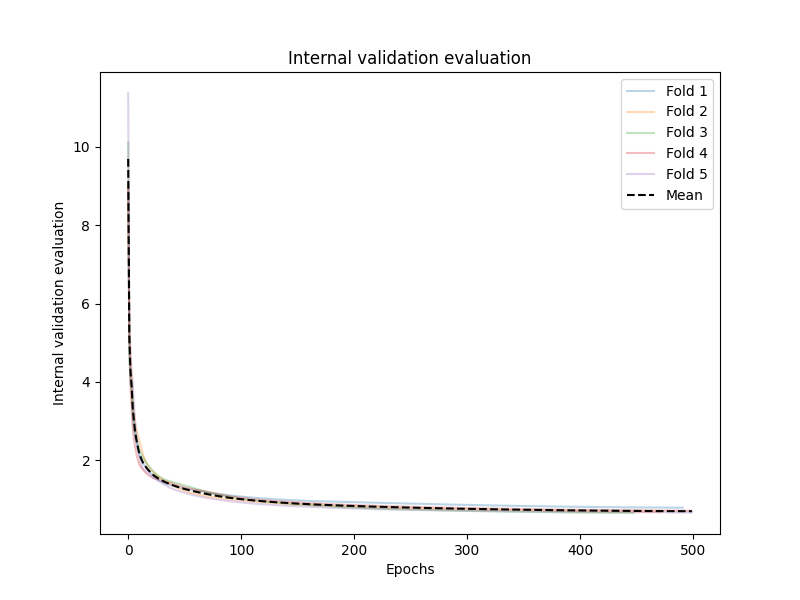 Internal validation evaluation
Fold 1
Fold 2
Fold 3
Fold 4
Fold 5
Mean
Internal validation evaluation
10
8
6
4
2
0 100 200 300 400 500
Epochs